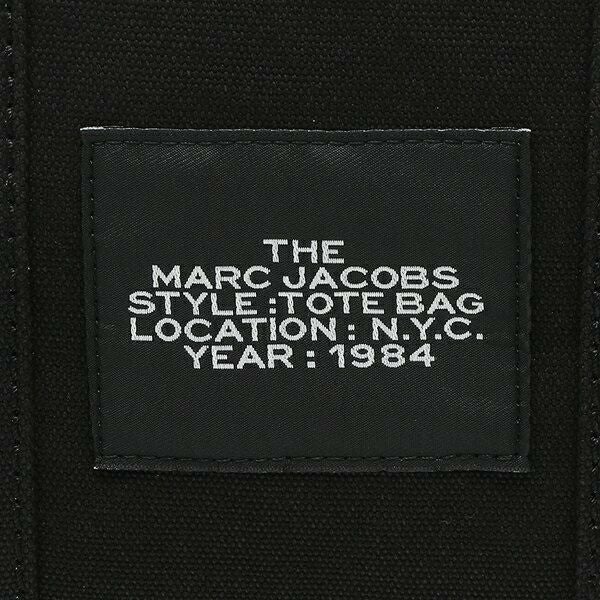 THE
MARC JACOBS
STYLE : TOTE BAG
LOCATION : N.Y.C.
YEAR : 1984